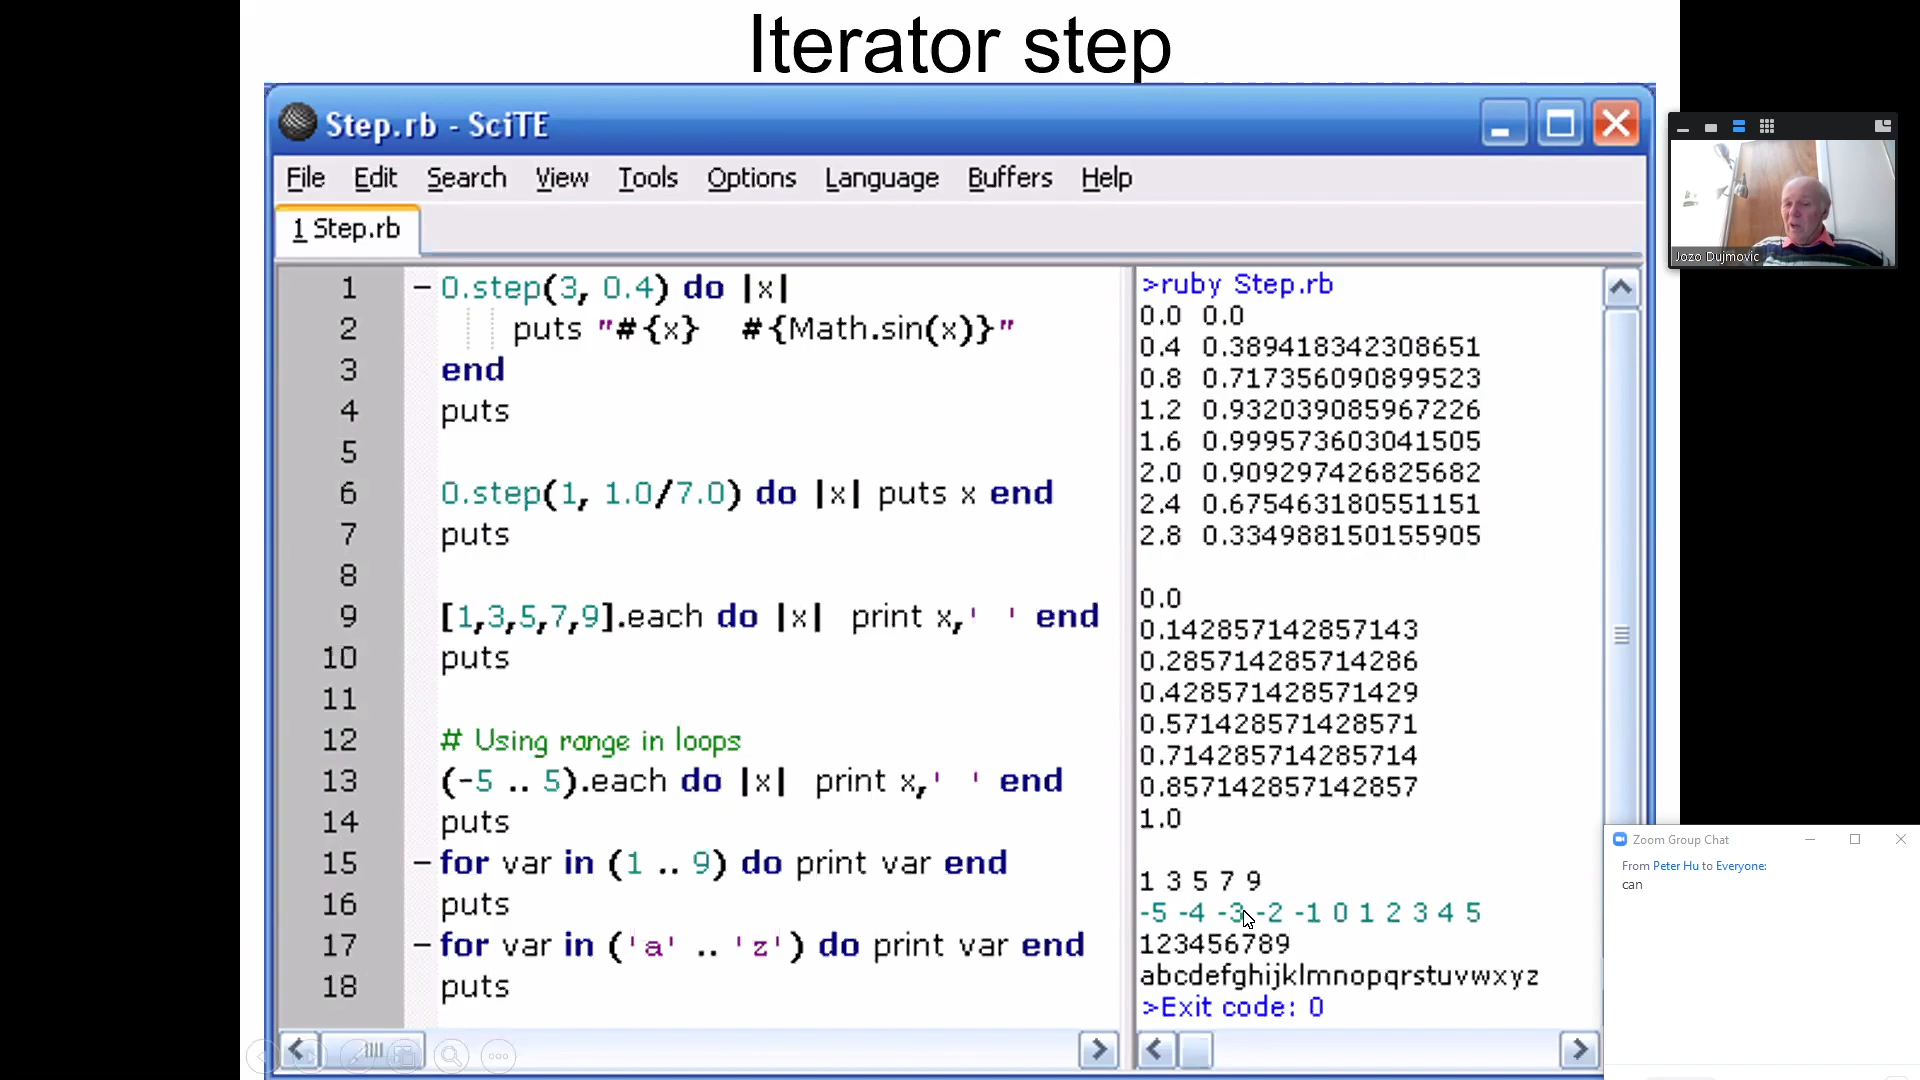 Iterator step
Step.rb - SciTE
File Edit Search View Tools Options Language Buffers Help
1 Step.rb
1 0.step(3, 0.4) do |x|
2 puts "#{x}  #{Math.sin(x)}"
3 end
4 puts
5
6 0.step(1, 1.0/7.0) do |x| puts x end
7 puts
8
9 [1,3,5,7,9].each do |x|  print x,' ' end
10 puts
11
12 # Using range in loops
13 (-5 .. 5).each do |x|  print x,' ' end
14 puts
15 for var in (1 .. 9) do print var end
16 puts
17 for var in ('a' .. 'z') do print var end
18 puts
>ruby Step.rb
0.0 0.0
0.4 0.389418342308651
0.8 0.717356090899523
1.2 0.932039085967226
1.6 0.999573603041505
2.0 0.909297426825682
2.4 0.675463180551151
2.8 0.334988150155905
0.0
0.142857142857143
0.285714285714286
0.428571428571429
0.571428571428571
0.714285714285714
0.857142857142857
1.0
1 3 5 7 9
-5 -4 -3 -2 -1 0 1 2 3 4 5
123456789
abcdefghijklmnopqrstuvwxyz
>Exit code: 0
Jozo Dujmovic
Zoom Group Chat
From Peter Hu to Everyone:
can